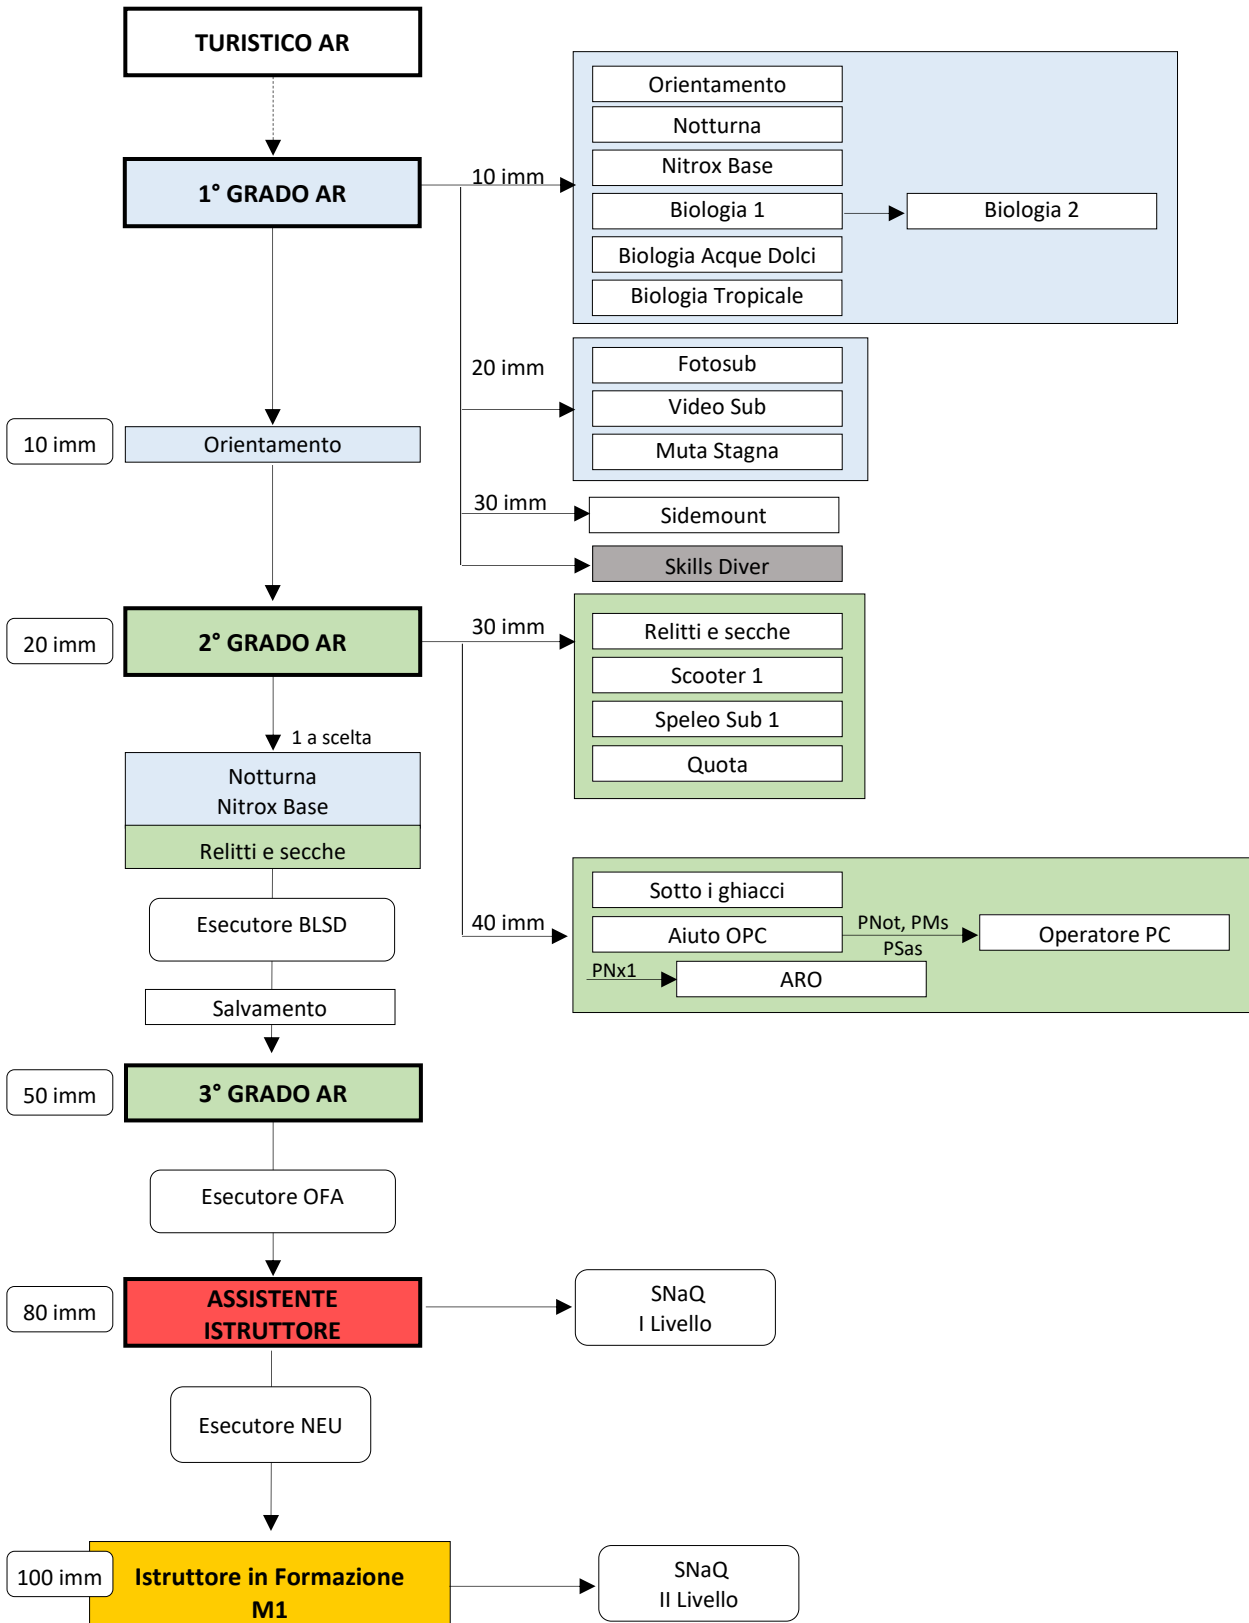 TURISTICO AR
1° GRADO AR
10 imm
Orientamento
Notturna
Nitrox Base
Biologia 1
Biologia 2
Biologia Acque Dolci
Biologia Tropicale
20 imm
Fotosub
Video Sub
Muta Stagna
10 imm
Orientamento
30 imm
Sidemount
Skills Diver
20 imm
2° GRADO AR
30 imm
Relitti e secche
Scooter 1
Speleo Sub 1
Quota
1 a scelta
Notturna
Nitrox Base
Relitti e secche
40 imm
Sotto i ghiacci
Aiuto OPC
PNot, PMs
PSas
Operatore PC
PNx1
ARO
Esecutore BLSD
Salvamento
50 imm
3° GRADO AR
Esecutore OFA
80 imm
ASSISTENTE
ISTRUTTORE
SNaQ
I Livello
Esecutore NEU
100 imm
Istruttore in Formazione
M1
SNaQ
II Livello